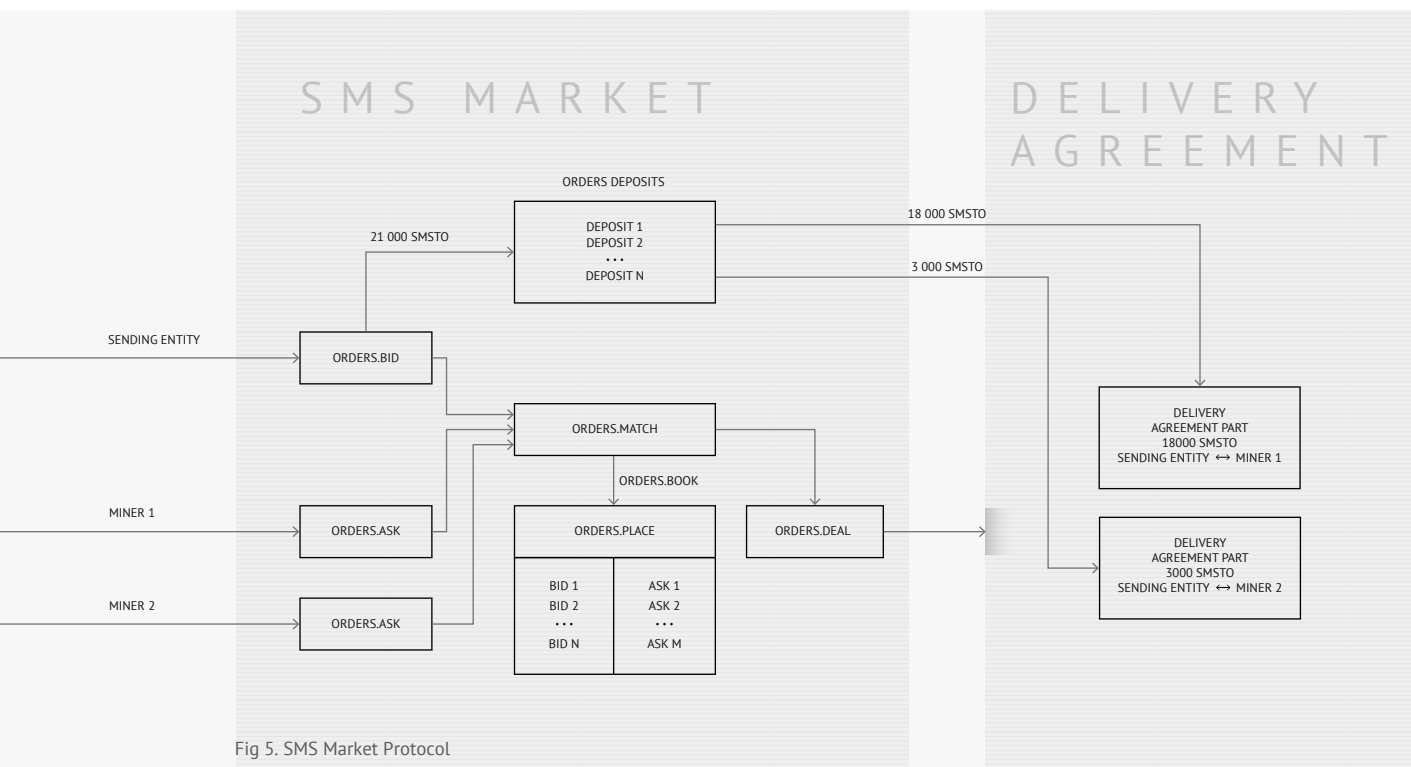 SMS MARKET
DELIVERY
AGREEMENT
ORDERS DEPOSITS
DEPOSIT 1
DEPOSIT 2
...
DEPOSIT N
21 000 SMSTO
18 000 SMSTO
3 000 SMSTO
SENDING ENTITY
ORDERS.BID
ORDERS.MATCH
ORDERS.BOOK
MINER 1
ORDERS.ASK
ORDERS.PLACE
ORDERS.DEAL
MINER 2
ORDERS.ASK
BID 1
BID 2
...
BID N
ASK 1
ASK 2
...
ASK M
DELIVERY
AGREEMENT PART
18000 SMSTO
SENDING ENTITY ↔ MINER 1
DELIVERY
AGREEMENT PART
3000 SMSTO
SENDING ENTITY ↔ MINER 2
Fig 5. SMS Market Protocol